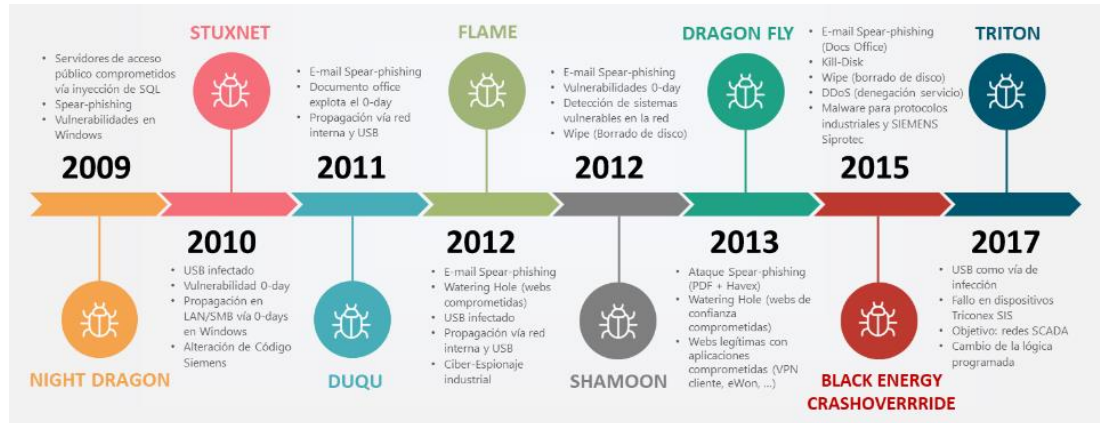 NIGHT DRAGON
2009
• Servidores de acceso
público comprometidos
vía inyección de SQL
• Spear-phishing
• Vulnerabilidades en
Windows
STUXNET
2010
• USB infectado
• Vulnerabilidad 0-day
• Propagación en
LAN/SMB vía 0-days
en Windows
• Alteración de Código
Siemens
DUQU
2011
• E-mail Spear-phishing
• Documento office
explota el 0-day
• Propagación vía red
interna y USB
FLAME
2012
• E-mail Spear-phishing
• Watering Hole (webs
comprometidas)
• USB infectado
• Propagación vía red
interna y USB
• Ciber-Espionaje
industrial
SHAMOON
2012
• E-mail Spear-phishing
• Vulnerabilidades 0-day
• Detección de sistemas
vulnerables en la red
• Wipe (Borrado de disco)
DRAGON FLY
2013
• Ataque Spear-phishing
(PDF + Havex)
• Watering Hole (webs de
confianza
comprometidas)
• Webs legítimas con
aplicaciones
comprometidas (VPN
cliente, eWon, ...)
BLACK ENERGY
CRASHOVERRRIDE
2015
• E-mail Spear-phishing
(Docs Office)
• Kill-Disk
• Wipe (borrado de disco)
• DDoS (denegación servicio)
• Malware para protocolos
industriales y SIEMENS
Siprotec
TRITON
2017
• USB como vía de
infección
• Fallo en dispositivos
Triconex SIS
• Objetivo: redes SCADA
• Cambio de la lógica
programada